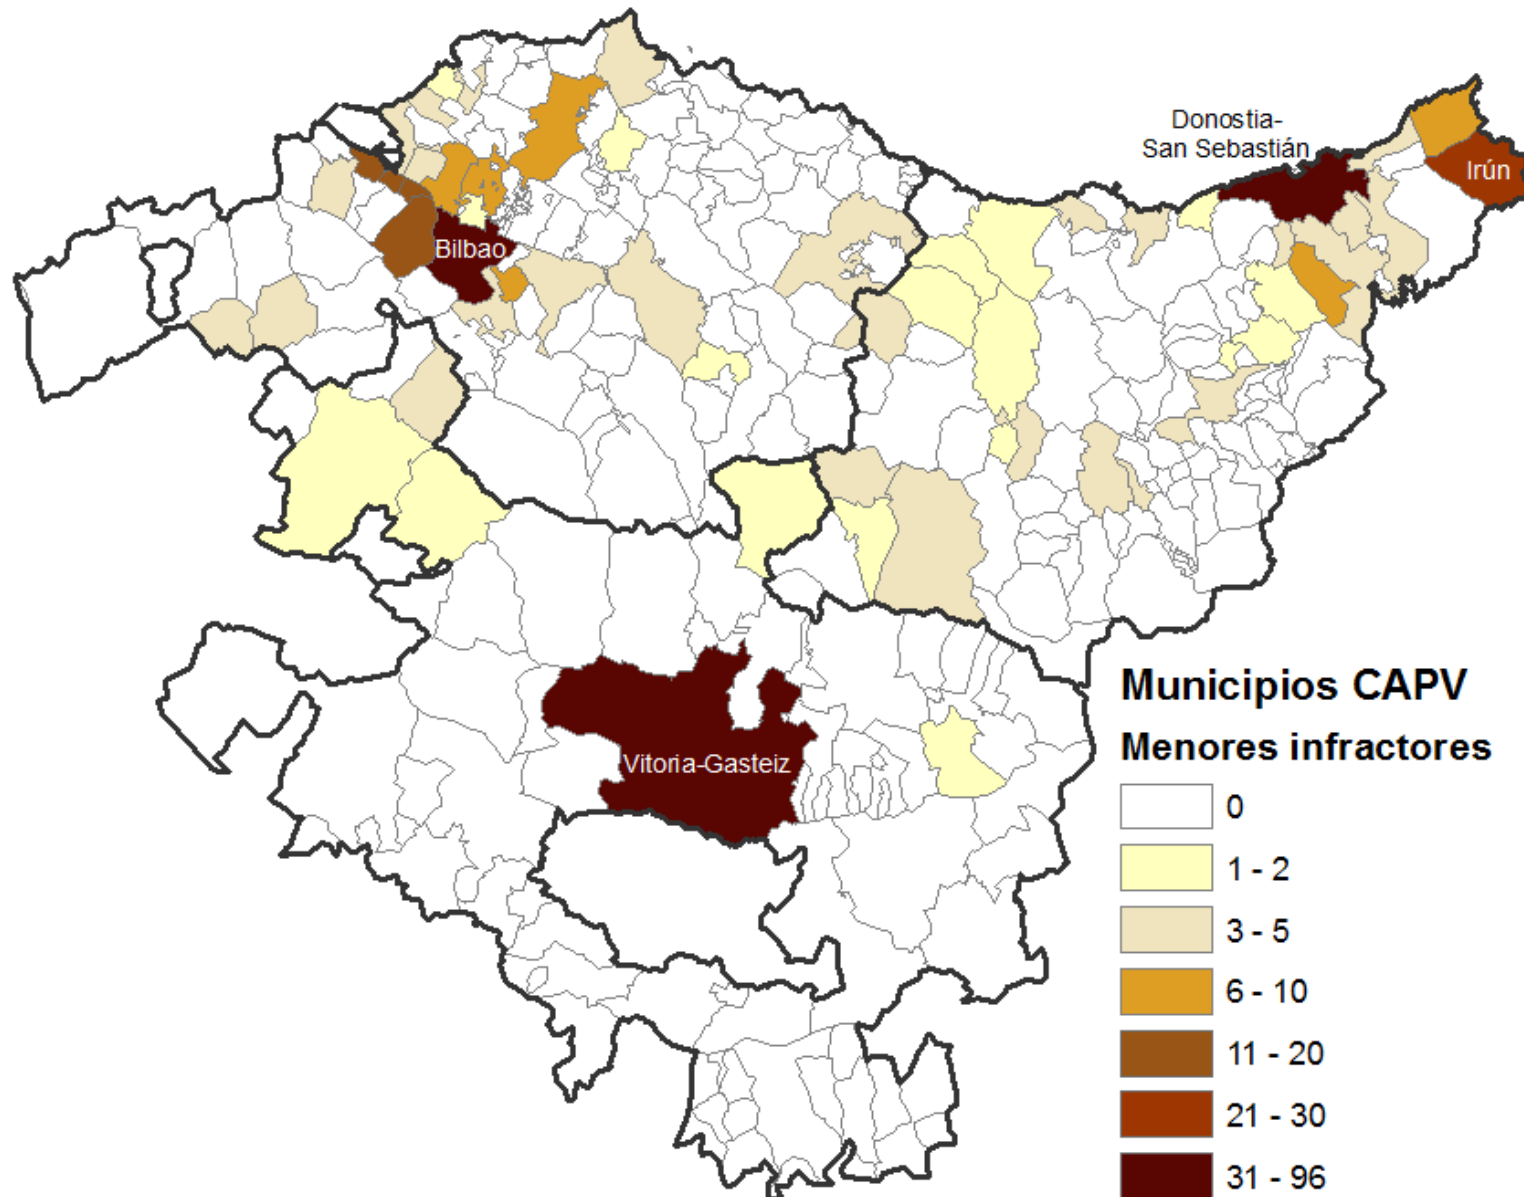 Donostia-
San Sebastián
Irún
Bilbao
Vitoria-Gasteiz
Municipios CAPV
Menores infractores
0
1 - 2
3 - 5
6 - 10
11 - 20
21 - 30
31 - 96